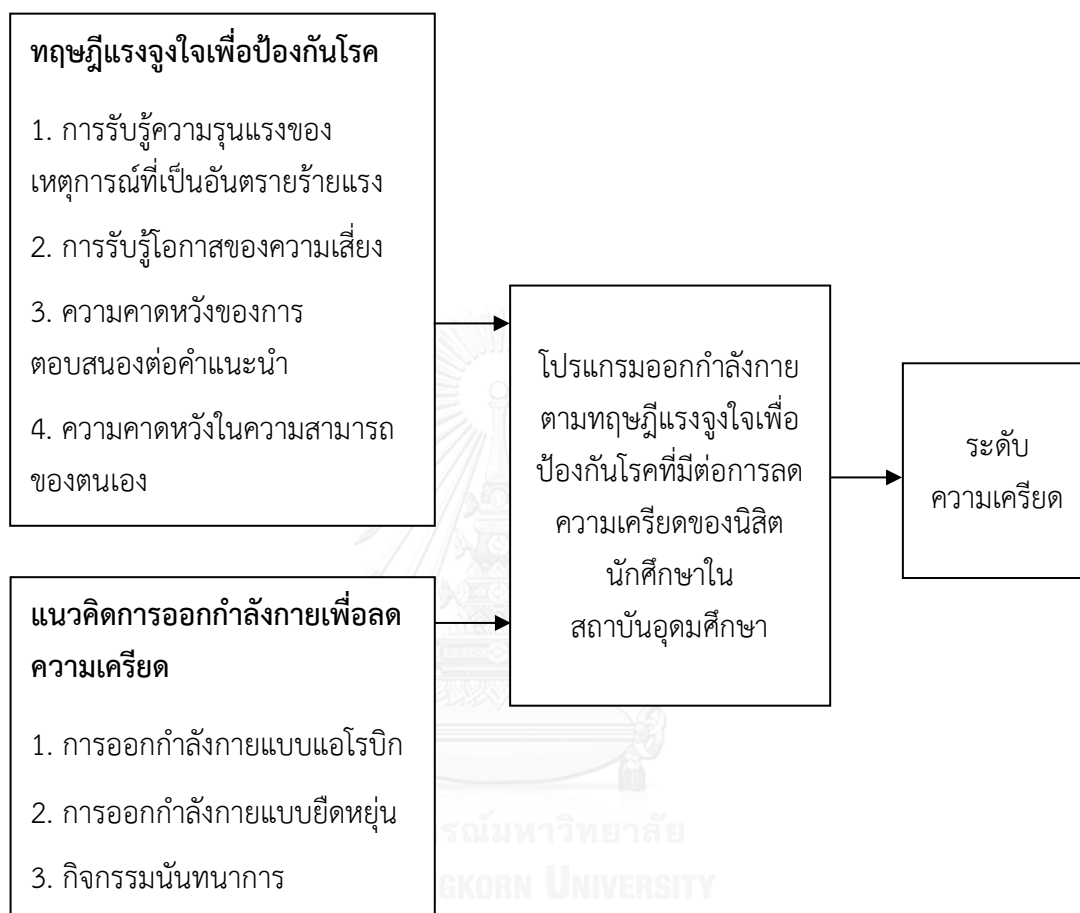 ทฤษฎีแรงจูงใจเพื่อป้องกันโรค
1. การรับรู้ความรุนแรงของ
เหตุการณ์ที่เป็นอันตรายร้ายแรง
2. การรับรู้โอกาสของความเสี่ยง
3. ความคาดหวังของการ
ตอบสนองต่อคำแนะนำ
4. ความคาดหวังในความสามารถ
ของตนเอง
แนวคิดการออกกำลังกายเพื่อลด
ความเครียด
1. การออกกำลังกายแบบแอโรบิก
2. การออกกำลังกายแบบยืดหยุ่น
3. กิจกรรมนันทนาการ
โปรแกรมออกกำลังกาย
ตามทฤษฎีแรงจูงใจเพื่อ
ป้องกันโรคที่มีต่อการลด
ความเครียดของนิสิต
นักศึกษาใน
สถาบันอุดมศึกษา
ระดับ
ความเครียด
รณ์มหาวิทยาลัย
GKORN UNIVERSITY